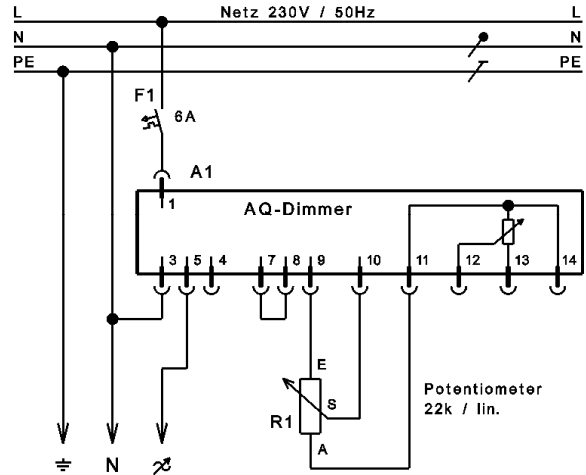 L Netz 230V / 50Hz L
N N
PE PE
F1
6A
A1
1
AQ-Dimmer
3 5 4 7 8 9 10 11 12 13 14
E
S
R1
A
Potentiometer
22k / lin.
N